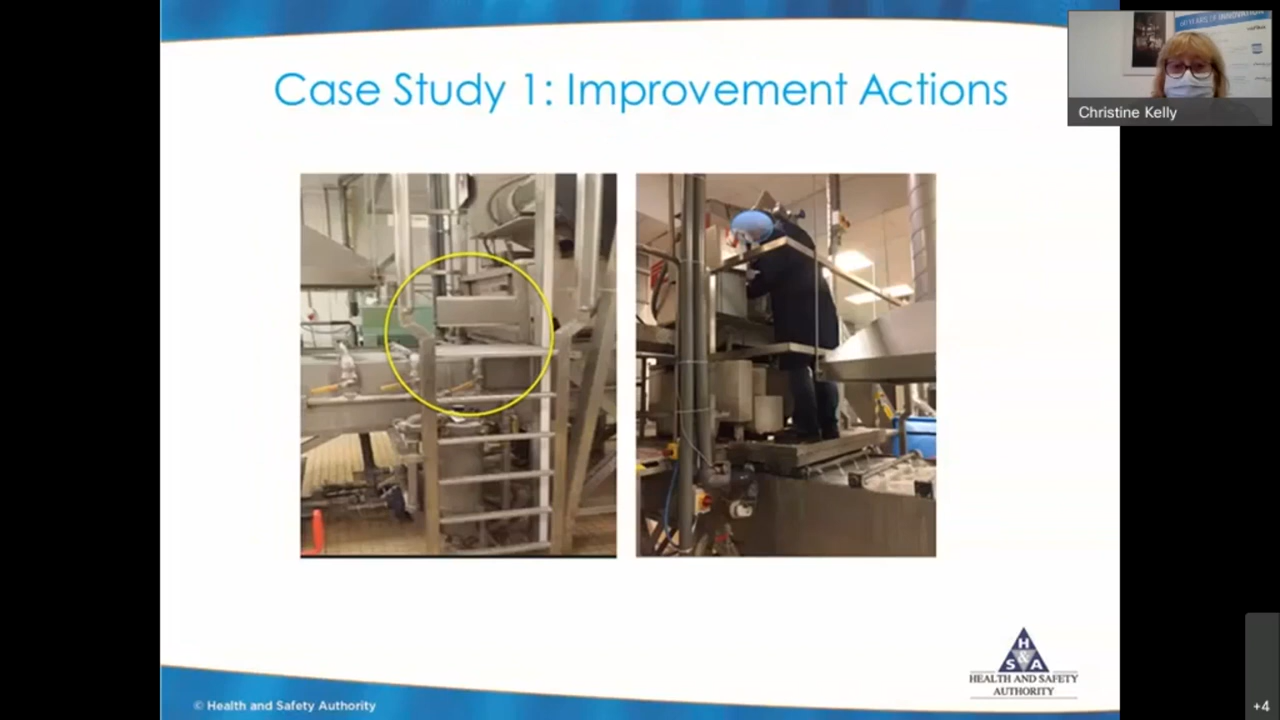 Case Study 1: Improvement Actions
Christine Kelly
H
S&A
HEALTH AND SAFETY
AUTHORITY
© Health and Safety Authority
+4